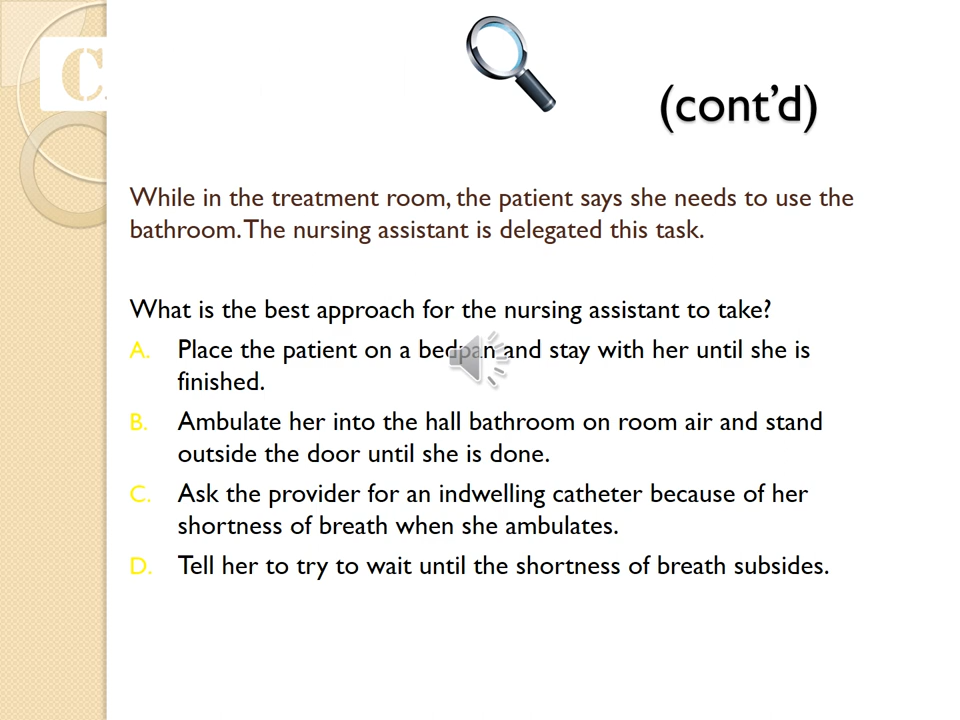 C
(cont’d)
While in the treatment room, the patient says she needs to use the
bathroom. The nursing assistant is delegated this task.
What is the best approach for the nursing assistant to take?
A. Place the patient on a bedpan and stay with her until she is
finished.
B. Ambulate her into the hall bathroom on room air and stand
outside the door until she is done.
C. Ask the provider for an indwelling catheter because of her
shortness of breath when she ambulates.
D. Tell her to try to wait until the shortness of breath subsides.